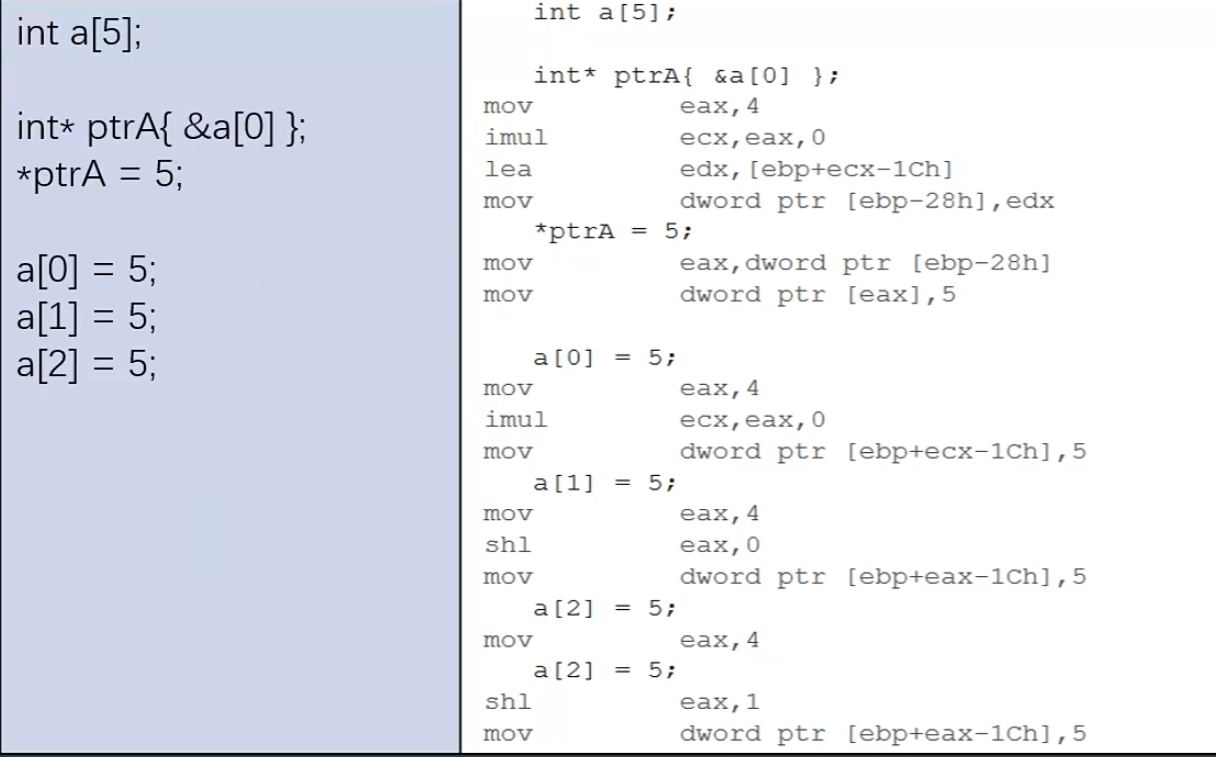 int a[5];
int* ptrA{ &a[0] };
*ptrA = 5;
a[0] = 5;
a[1] = 5;
a[2] = 5;
int a[5];
int* ptrA{ &a[0] };
mov eax,4
imul ecx,eax,0
lea edx,[ebp+ecx-1Ch]
mov dword ptr [ebp-28h],edx
*ptrA = 5;
mov eax,dword ptr [ebp-28h]
mov dword ptr [eax],5
a[0] = 5;
mov eax,4
imul ecx,eax,0
mov dword ptr [ebp+ecx-1Ch],5
a[1] = 5;
mov eax,4
shl eax,0
mov dword ptr [ebp+eax-1Ch],5
a[2] = 5;
mov eax,4
a[2] = 5;
shl eax,1
mov dword ptr [ebp+eax-1Ch],5